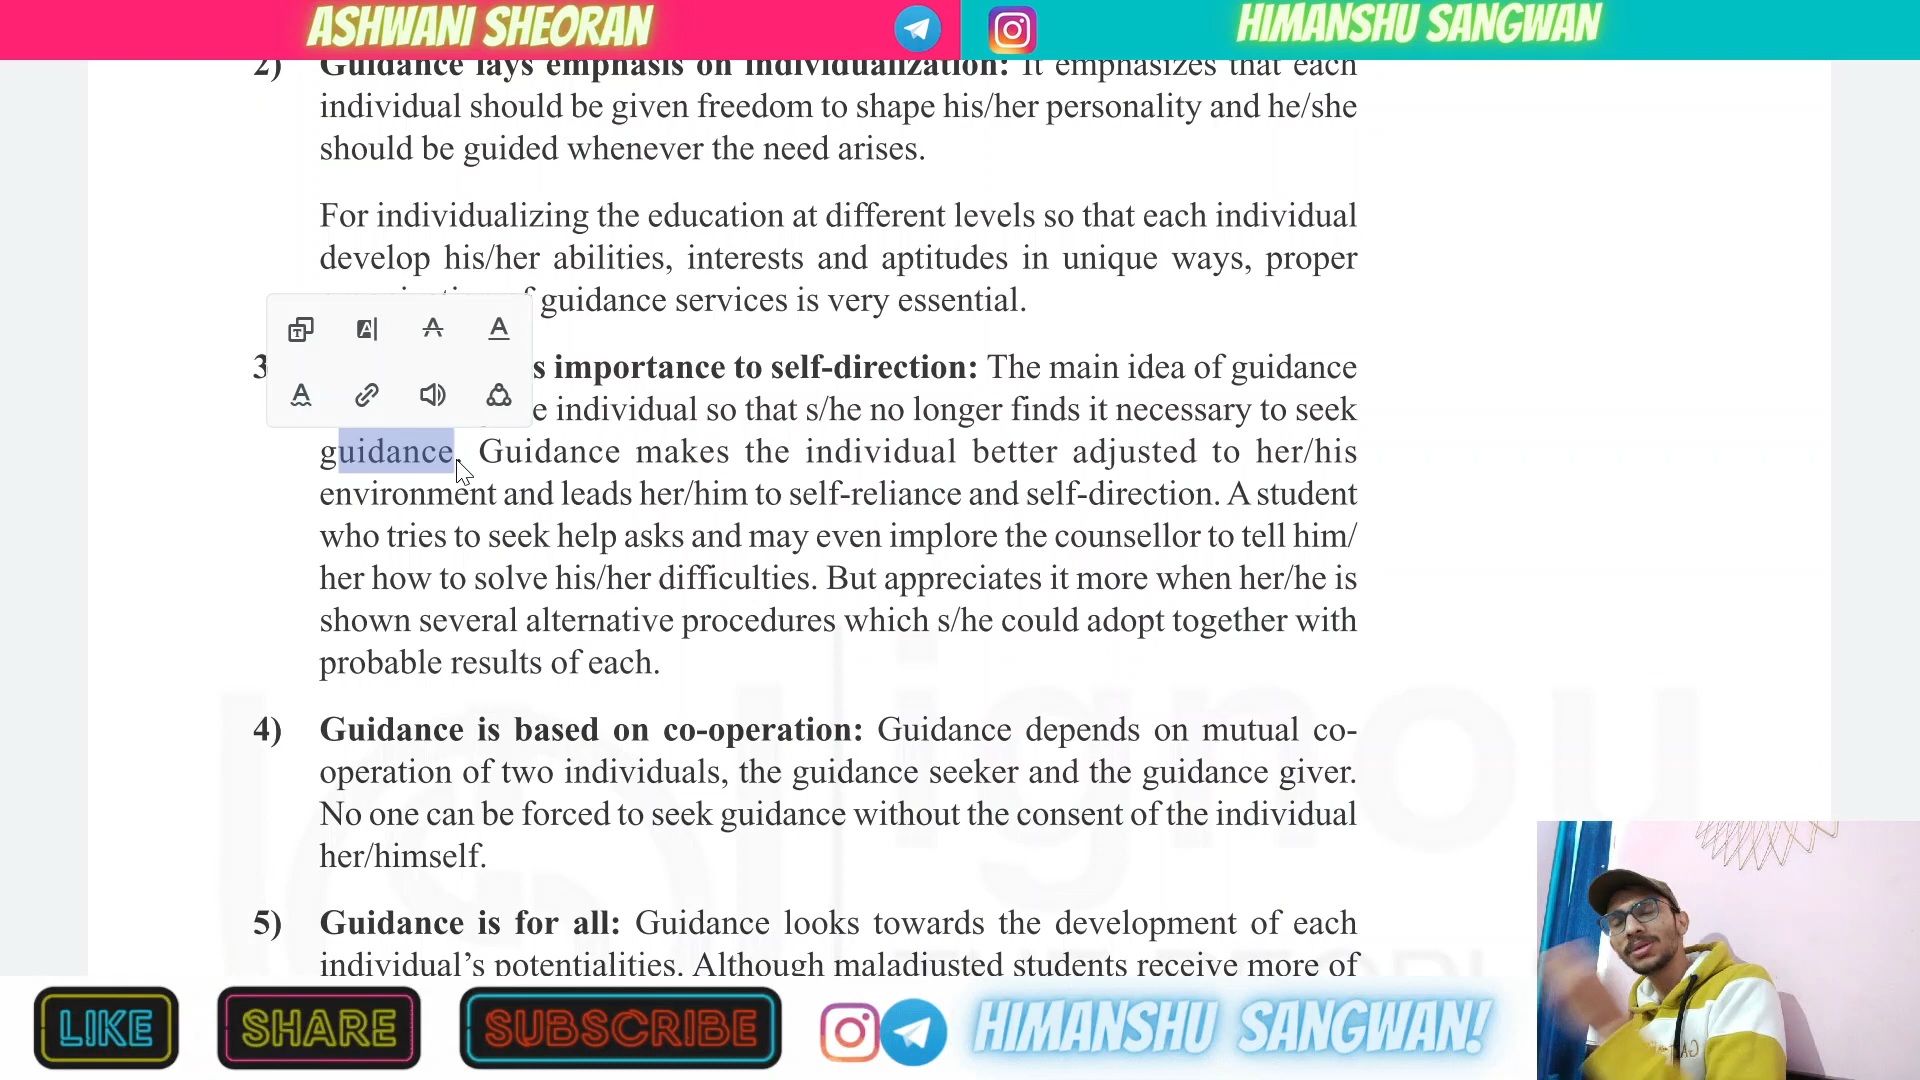 ASHWANI SHEORAN
HIMANSHU SANGWAN
2) Guidance lays emphasis on individualization: It emphasizes that each
individual should be given freedom to shape his/her personality and he/she
should be guided whenever the need arises.
For individualizing the education at different levels so that each individual
develop his/her abilities, interests and aptitudes in unique ways, proper
guidance services is very essential.
3 s importance to self-direction: The main idea of guidance
e individual so that s/he no longer finds it necessary to seek
guidance. Guidance makes the individual better adjusted to her/his
environment and leads her/him to self-reliance and self-direction. A student
who tries to seek help asks and may even implore the counsellor to tell him/
her how to solve his/her difficulties. But appreciates it more when her/he is
shown several alternative procedures which s/he could adopt together with
probable results of each.
4) Guidance is based on co-operation: Guidance depends on mutual co-
operation of two individuals, the guidance seeker and the guidance giver.
No one can be forced to seek guidance without the consent of the individual
her/himself.
5) Guidance is for all: Guidance looks towards the development of each
individual's potentialities. Although maladjusted students receive more of
ignou
LIKE
SHARE
SUBSCRIBE
HIMANSHU SANGWAN!